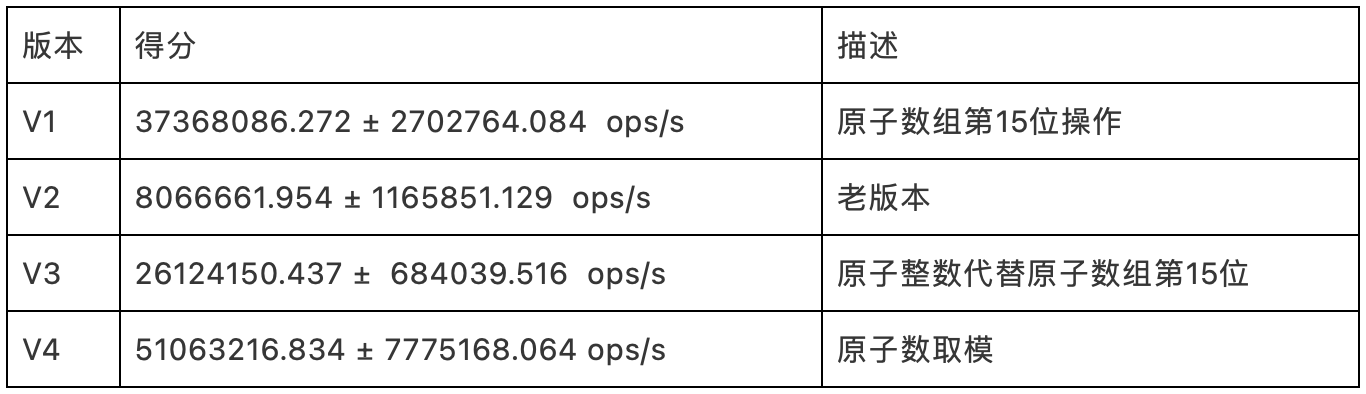 版本 得分 描述
V1 37368086.272 ± 2702764.084  ops/s 原子数组第15位操作
V2 8066661.954 ± 1165851.129  ops/s 老版本
V3 26124150.437 ±  684039.516  ops/s 原子整数代替原子数组第15位
V4 51063216.834 ± 7775168.064 ops/s 原子数取模